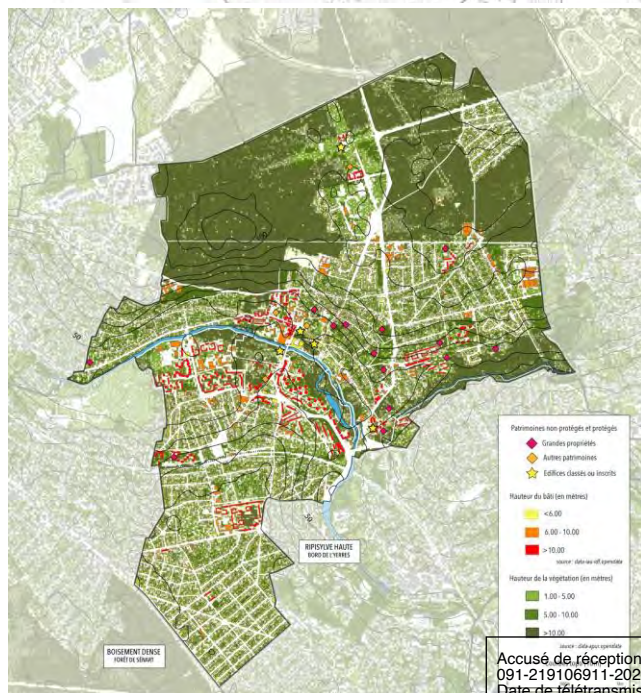 50
Patrimoines non-protégés et protégés
Grandes propriétés
Autres patrimoines
Edifices classés ou inscrits
Hauteur du bâti (en mètres)
<6.00
6.00 - 10.00
>10.00
Hauteur de la végétation (en mètres)
1.00 - 5.00
5.00 - 10.00
>10.00
RIPISYLVE HAUTE
BORD DE L'YERRES
50
BOISEMENT DENSE
FORÊT DE SÉNART
Accusé de réception
091-219106911-202